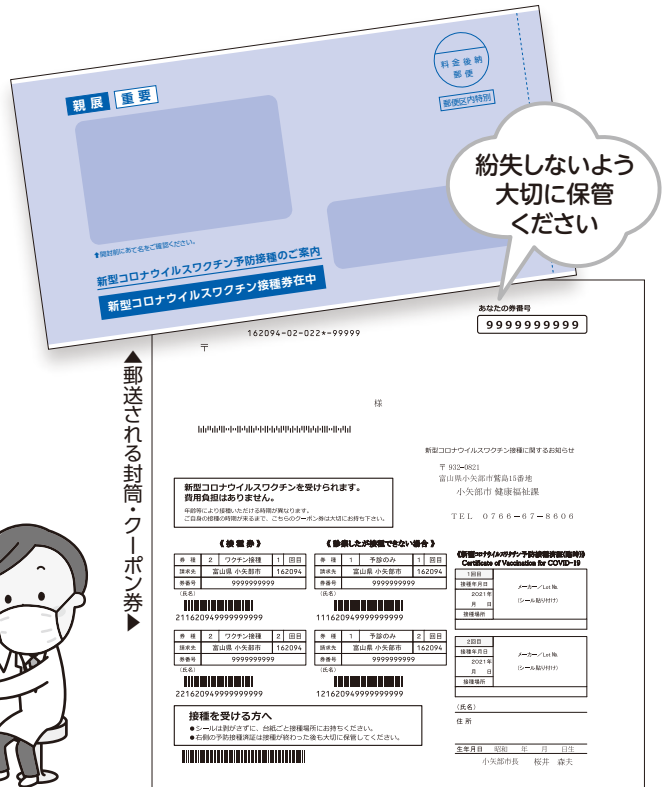 親展 重要
料金後納
郵便
郵便区内特別
⬆開封前にあて名をご確認ください。
新型コロナウイルスワクチン予防接種のご案内
新型コロナウイルスワクチン接種券在中
紛失しないよう
大切に保管
ください
▲郵送される封筒・クーポン券▶
あなたの券番号
9999999999
162094-02-022*-99999
〒
様
新型コロナウイルスワクチン接種に関するお知らせ
〒 932-0821
富山県小矢部市鷲島15番地
小矢部市 健康福祉課
TEL 0766-67-8606
新型コロナウイルスワクチンを受けられます。
費用負担はありません。
年齢等により接種いただける時期が異なります。
ご自身の接種の時期が来るまで、こちらのクーポン券は大切にお持ち下さい。
《 接 種 券 》
券 種 2 ワクチン接種 1 回目
請求先 富山県 小矢部市 162094
券番号 9999999999
(氏名)
211620949999999999
券 種 2 ワクチン接種 2 回目
請求先 富山県 小矢部市 162094
券番号 9999999999
(氏名)
221620949999999999
《 診療したが接種できない場合 》
券 種 1 予診のみ 1 回目
請求先 富山県 小矢部市 162094
券番号 9999999999
(氏名)
111620949999999999
券 種 1 予診のみ 2 回目
請求先 富山県 小矢部市 162094
券番号 9999999999
(氏名)
121620949999999999
《新型コロナウイルスワクチン予防接種済証(臨時)》
Certificate of Vaccination for COVID-19
1回目
接種年月日
2021年
月 日
接種場所
メーカー／Lot №
(シール貼り付け)
2回目
接種年月日
2021年
月 日
接種場所
メーカー／Lot №
(シール貼り付け)
(氏名)
住 所
生年月日 昭和 年 月 日生
小矢部市長 桜井 森夫
接種を受ける方へ
●シールは剥がさずに、台紙ごと接種場所にお持ちください。
●右側の予防接種済証は接種が終わった後も大切に保管してください。